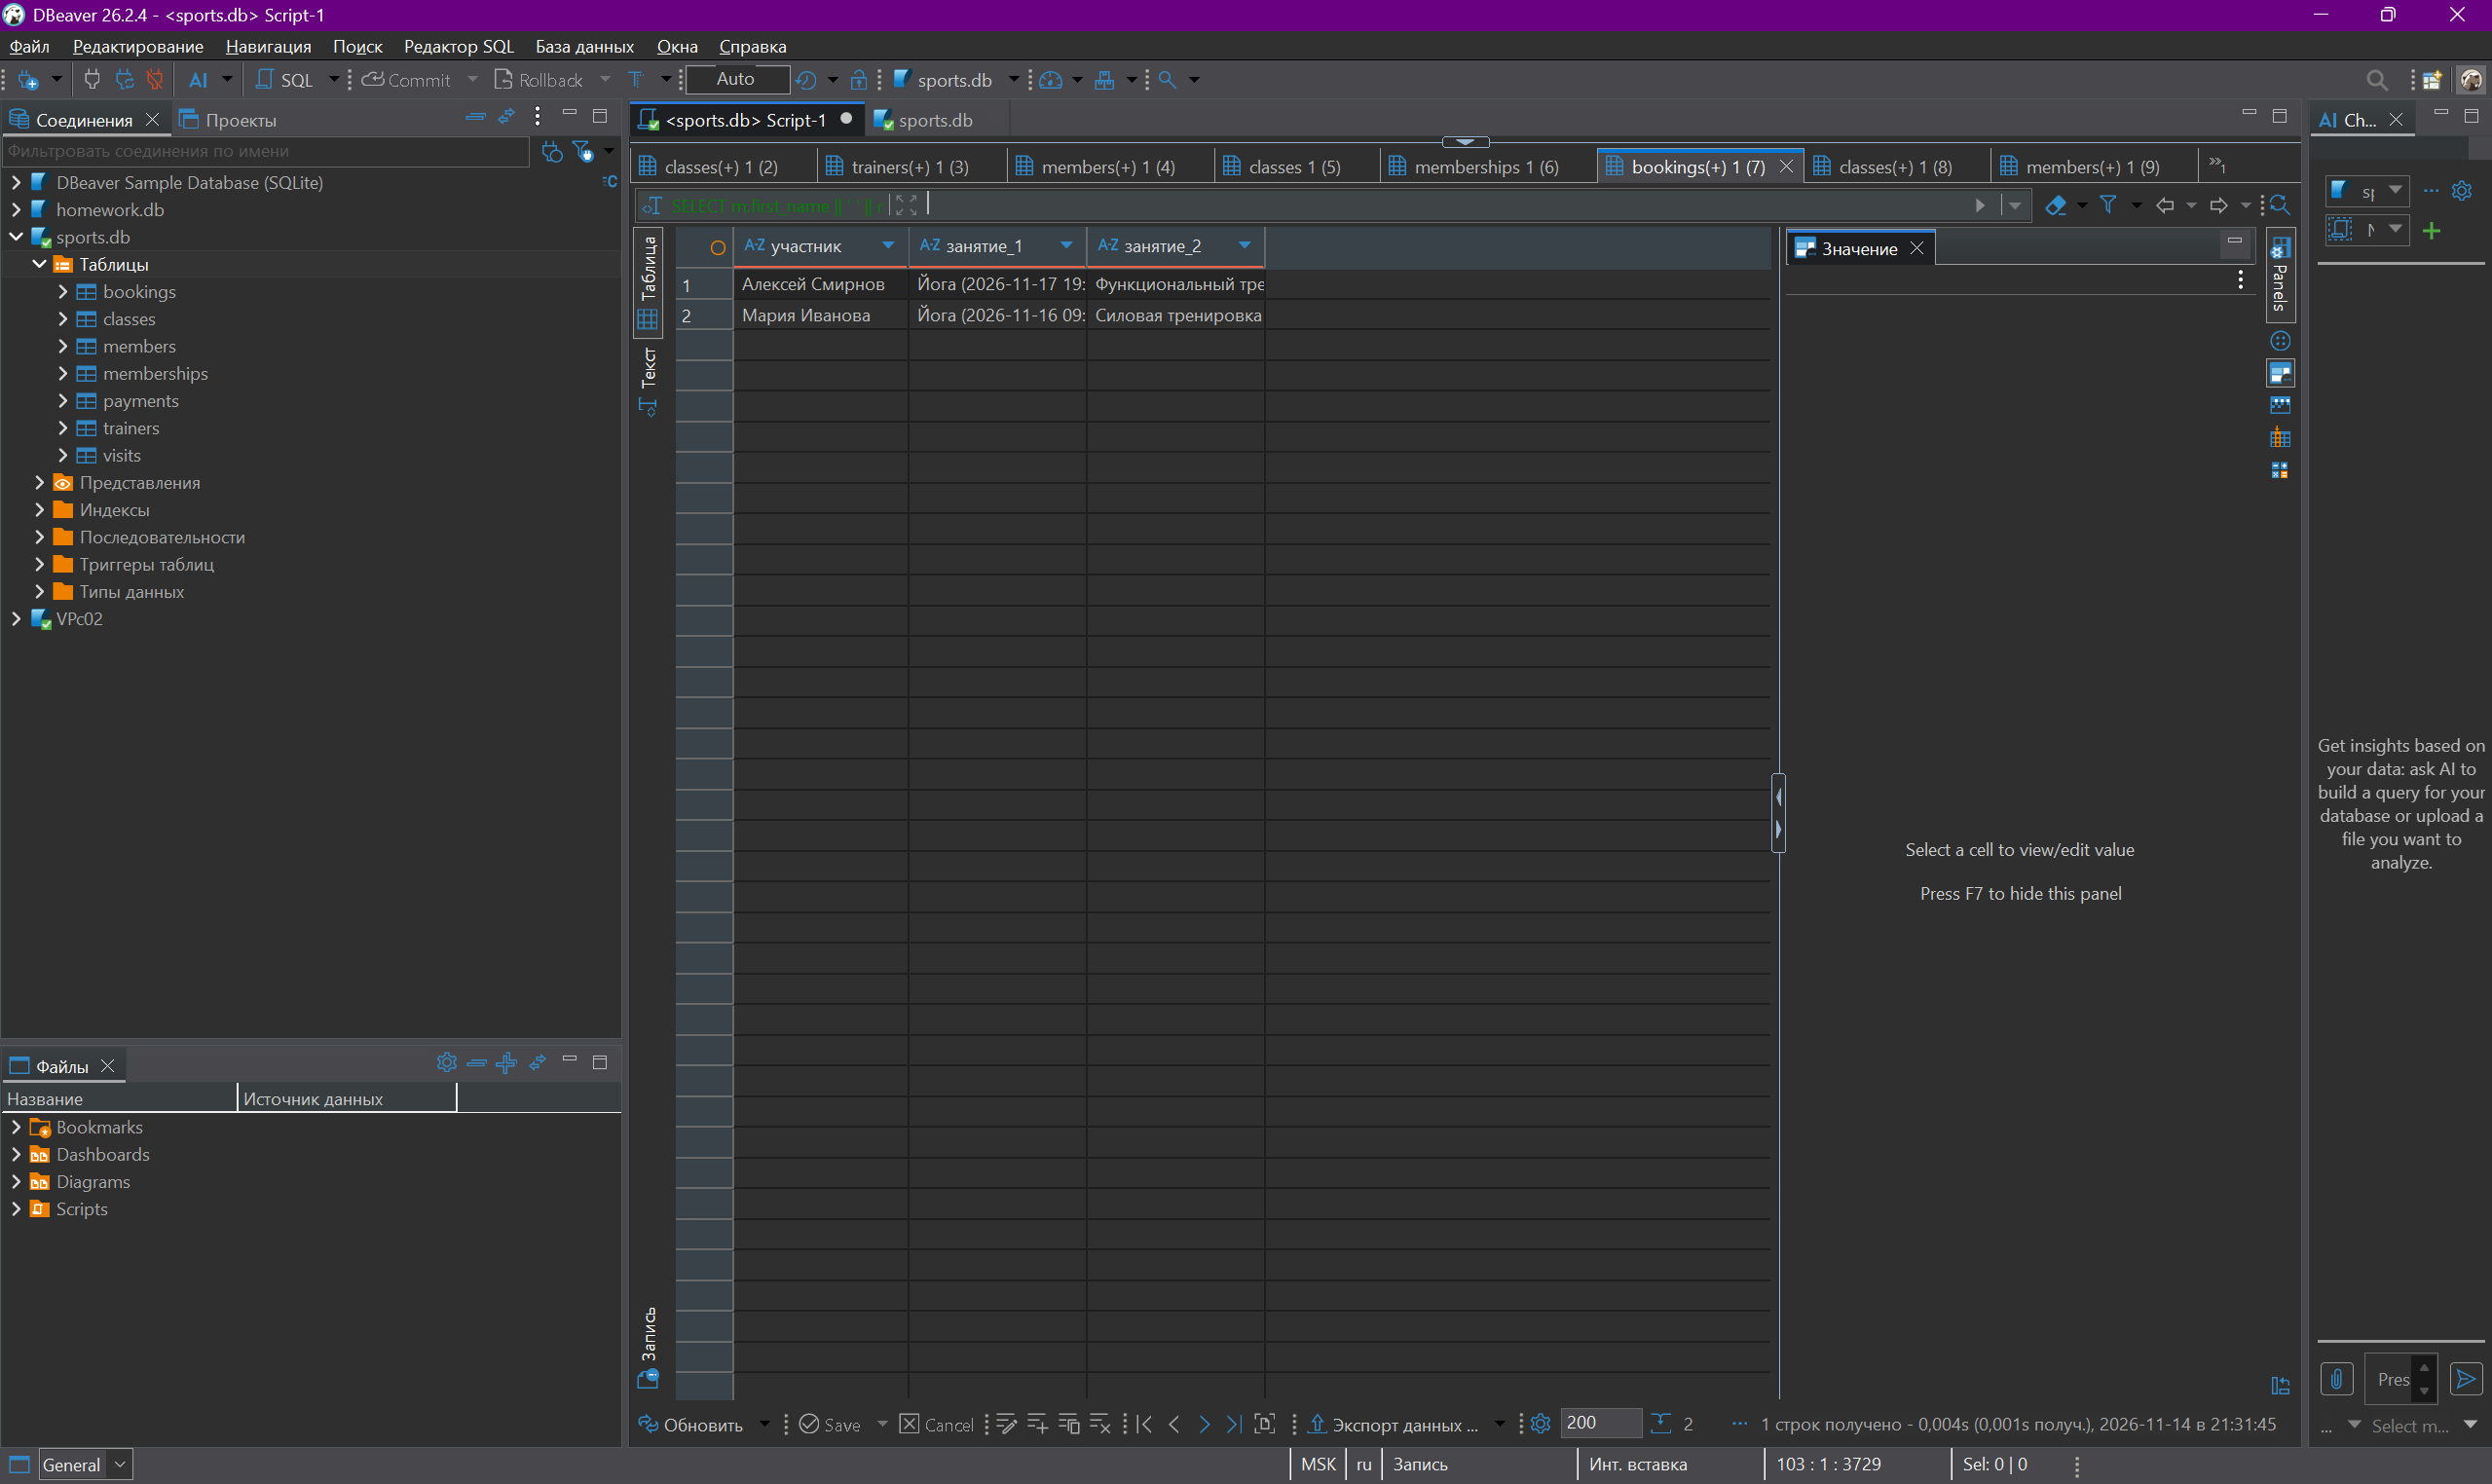 DBeaver 26.2.4 - <sports.db> Script-1
Файл Редактирование Навигация Поиск Редактор SQL База данных Окна Справка
AI SQL Commit Rollback Auto sports.db
Соединения Проекты
Фильтровать соединения по имени
DBeaver Sample Database (SQLite)
homework.db
sports.db
Таблицы
bookings
classes
members
memberships
payments
trainers
visits
Представления
Индексы
Последовательности
Триггеры таблиц
Типы данных
VPc02
Файлы
Название Источник данных
Bookmarks
Dashboards
Diagrams
Scripts
<sports.db> Script-1 sports.db
classes(+) 1 (2) trainers(+) 1 (3) members(+) 1 (4) classes 1 (5) memberships 1 (6) bookings(+) 1 (7) classes(+) 1 (8) members(+) 1 (9) »1
SELECT m.first_name || ' ' || r
Таблица
Текст
Запись
A-Z участник A-Z занятие_1 A-Z занятие_2
1 Алексей Смирнов Йога (2026-11-17 19: Функциональный тре
2 Мария Иванова Йога (2026-11-16 09: Силовая тренировка
Значение
Panels
Select a cell to view/edit value
Press F7 to hide this panel
Обновить Save Cancel Экспорт данных ... 200 2 ... 1 строк получено - 0,004s (0,001s получ.), 2026-11-14 в 21:31:45
AI Ch...
Get insights based on
your data: ask AI to
build a query for your
database or upload a
file you want to
analyze.
Pres
... Select m...
General MSK ru Запись Инт. вставка 103 : 1 : 3729 Sel: 0 | 0